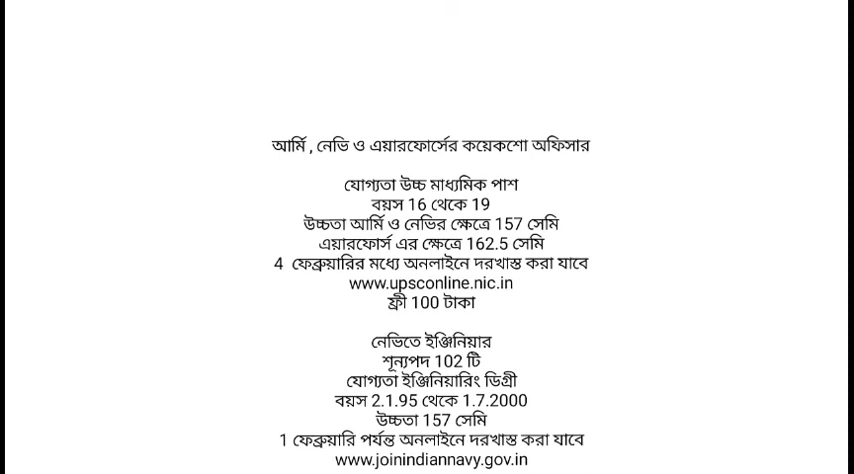 আর্মি , নেভি ও এয়ারফোর্সের কয়েকশো অফিসার
যোগ্যতা উচ্চ মাধ্যমিক পাশ
বয়স 16 থেকে 19
উচ্চতা আর্মি ও নেভির ক্ষেত্রে 157 সেমি
এয়ারফোর্স এর ক্ষেত্রে 162.5 সেমি
4 ফেব্রুয়ারির মধ্যে অনলাইনে দরখাস্ত করা যাবে
www.upsconline.nic.in
ফ্রী 100 টাকা
নেভিতে ইঞ্জিনিয়ার
শূন্যপদ 102 টি
যোগ্যতা ইঞ্জিনিয়ারিং ডিগ্রী
বয়স 2.1.95 থেকে 1.7.2000
উচ্চতা 157 সেমি
1 ফেব্রুয়ারি পর্যন্ত অনলাইনে দরখাস্ত করা যাবে
www.joinindiannavy.gov.in